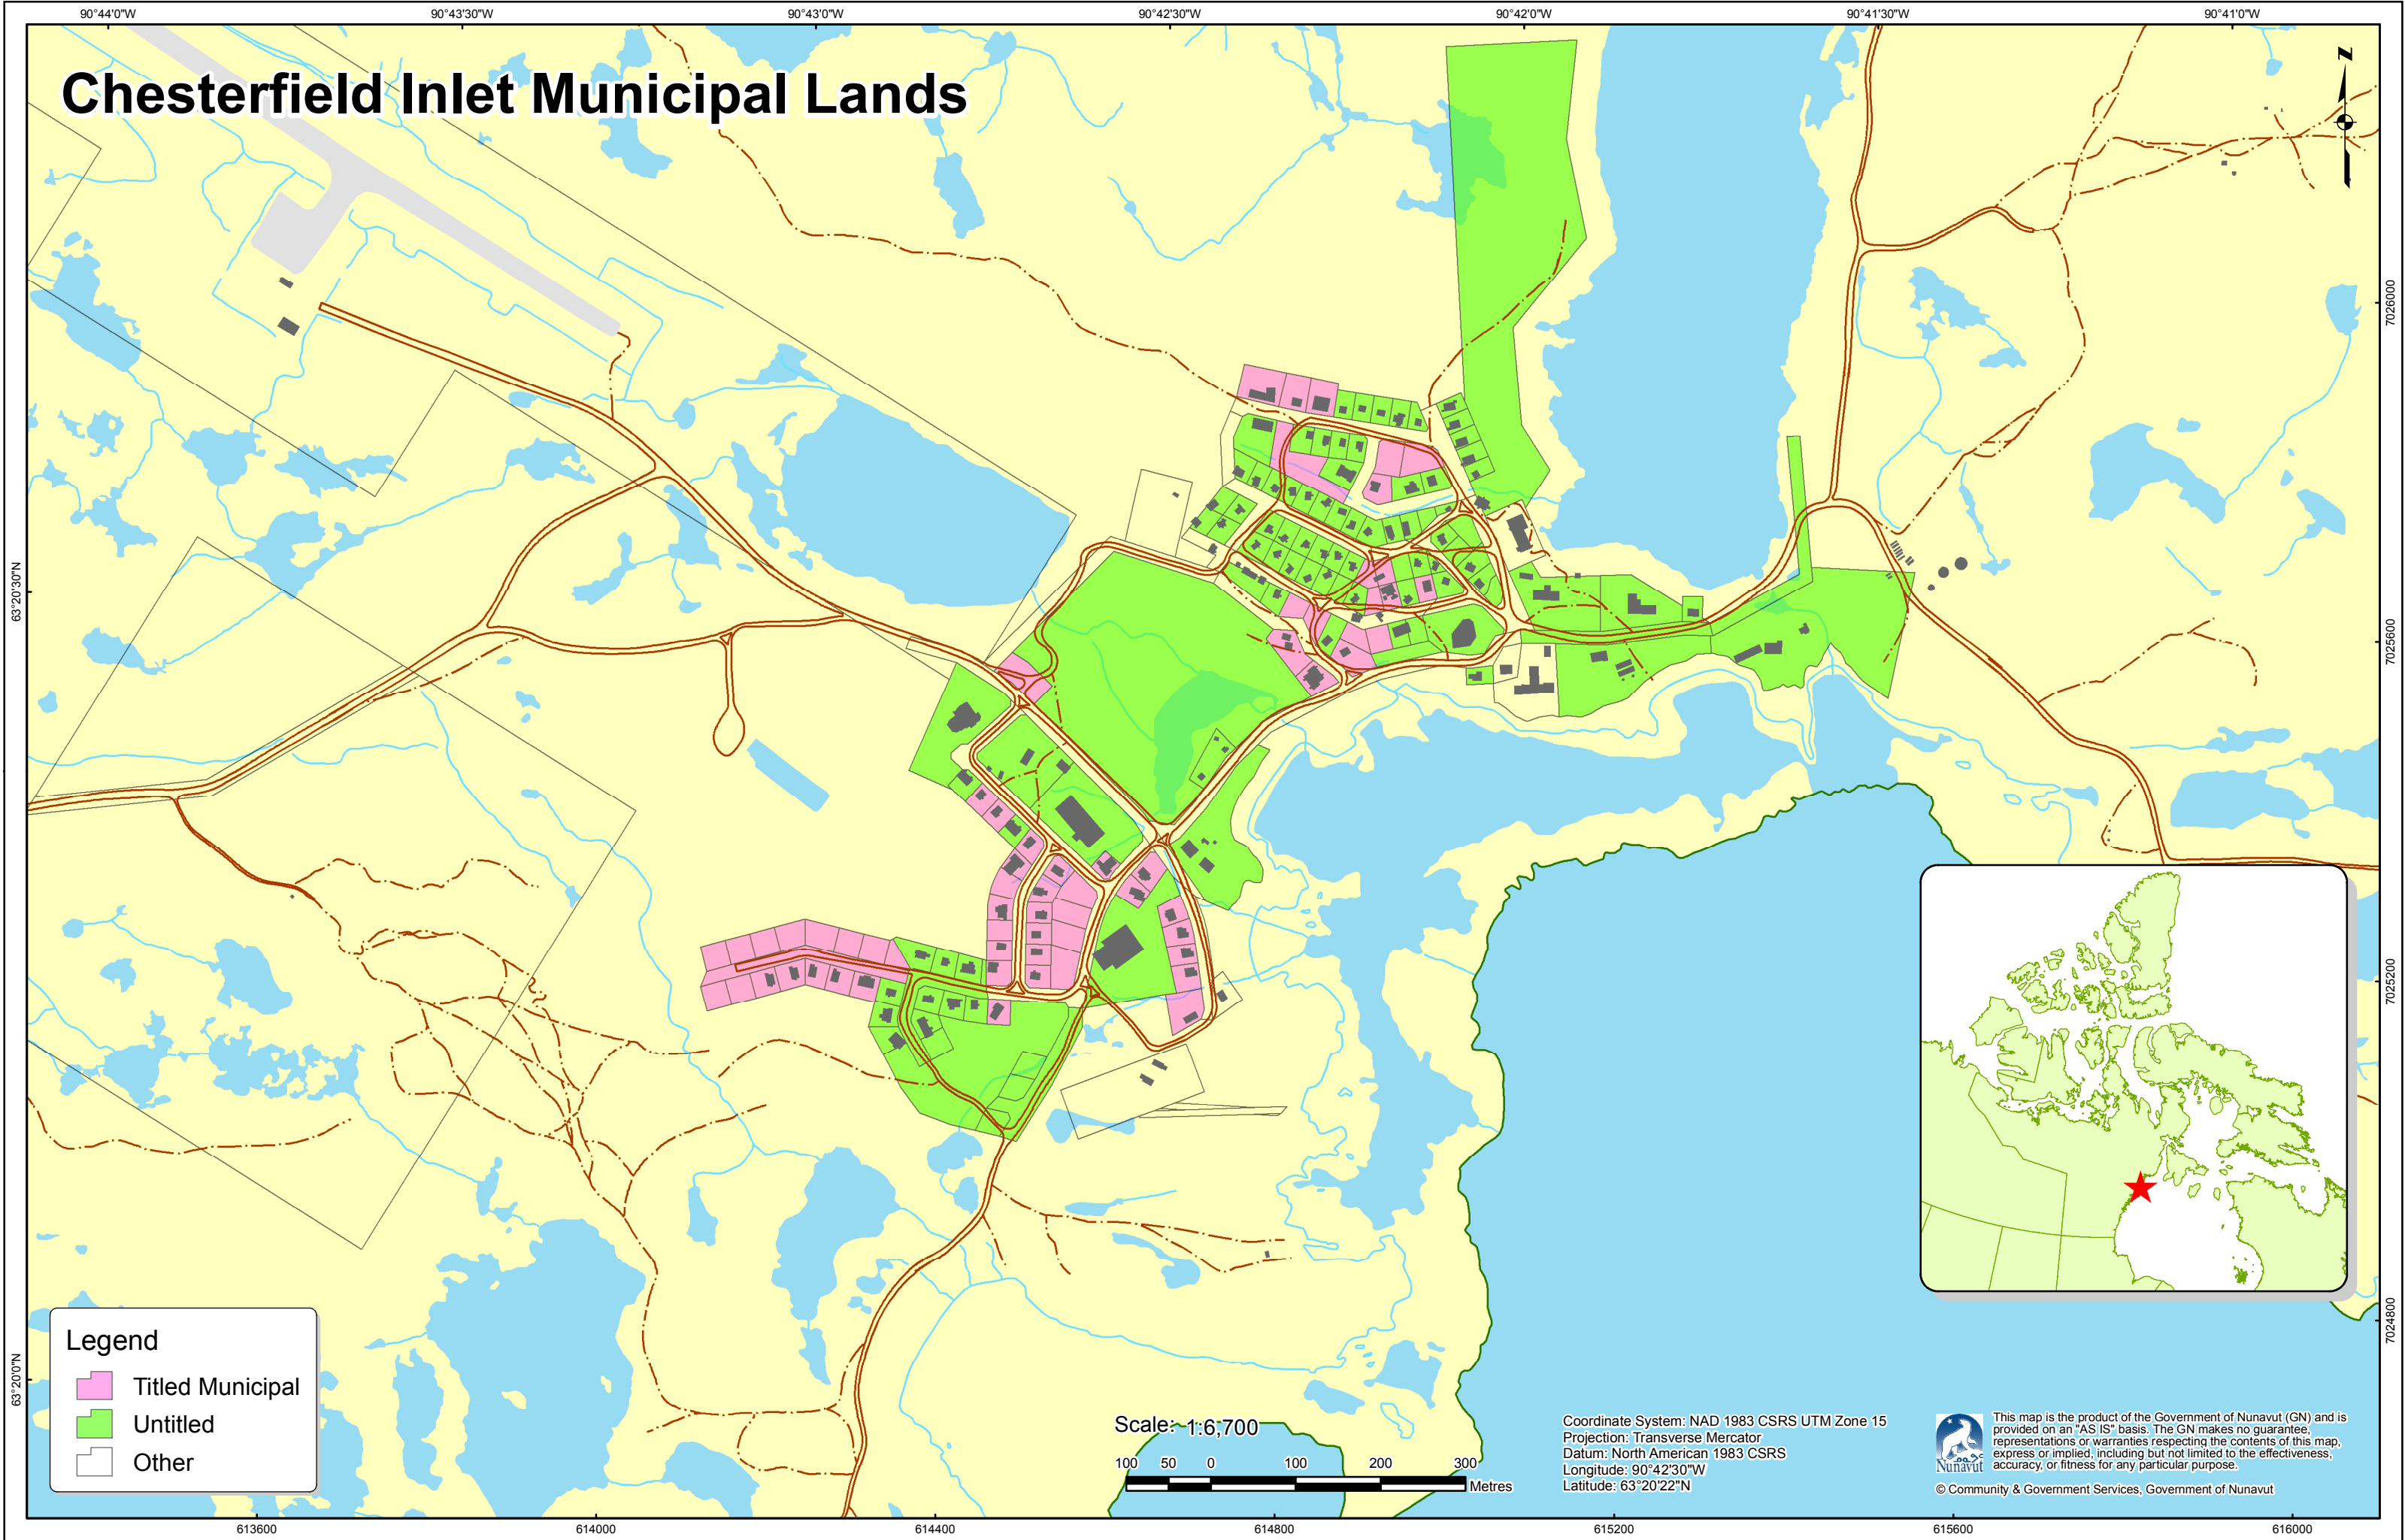 90°44'0"W 90°43'30"W 90°43'0"W 90°42'30"W 90°42'0"W 90°41'30"W 90°41'0"W
Chesterfield Inlet Municipal Lands
N
7026000
63°20'30"N
7025600
7025200
7024800
63°20'0"N
Legend
Titled Municipal
Untitled
Other
Scale: 1:6,700
100 50 0 100 200 300
Metres
Coordinate System: NAD 1983 CSRS UTM Zone 15
Projection: Transverse Mercator
Datum: North American 1983 CSRS
Longitude: 90°42'30"W
Latitude: 63°20'22"N
Nunavut
This map is the product of the Government of Nunavut (GN) and is
provided on an "AS IS" basis. The GN makes no guarantee,
representations or warranties respecting the contents of this map,
express or implied, including but not limited to the effectiveness,
accuracy, or fitness for any particular purpose.
© Community & Government Services, Government of Nunavut
613600 614000 614400 614800 615200 615600 616000